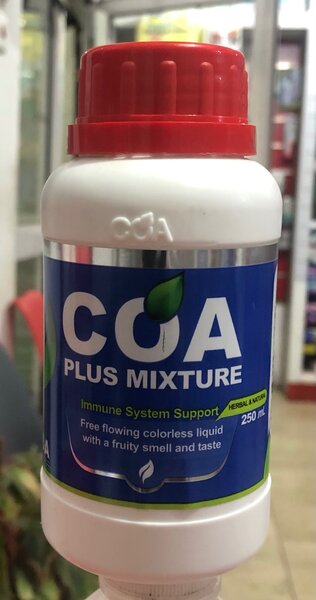 COA
COA
PLUS MIXTURE
Immune System Support
HERBAL & NATURAL
250 mL
Free flowing colorless liquid
with a fruity smell and taste
A